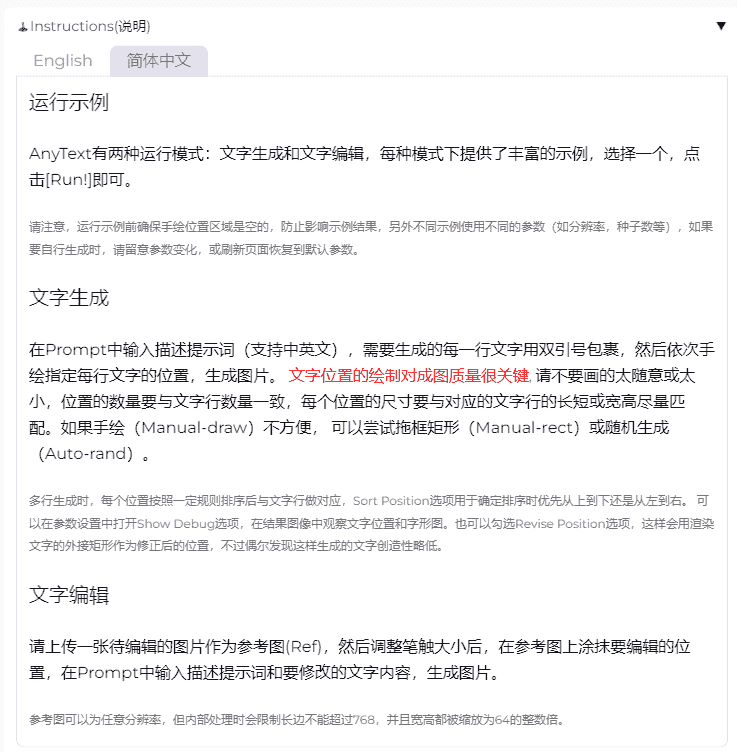 Instructions(说明)
▼
English
简体中文
运行示例
AnyText有两种运行模式：文字生成和文字编辑，每种模式下提供了丰富的示例，选择一个，点
击[Run!]即可。
请注意，运行示例前确保手绘位置区域是空的，防止影响示例结果，另外不同示例使用不同的参数（如分辨率，种子数等），如果
要自行生成时，请留意参数变化，或刷新页面恢复到默认参数。
文字生成
在Prompt中输入描述提示词（支持中英文），需要生成的每一行文字用双引号包裹，然后依次手
绘指定每行文字的位置，生成图片。 文字位置的绘制对成图质量很关键, 请不要画的太随意或太
小，位置的数量要与文字行数量一致，每个位置的尺寸要与对应的文字行的长短或宽高尽量匹
配。如果手绘（Manual-draw）不方便， 可以尝试拖框矩形（Manual-rect）或随机生成
（Auto-rand）。
多行生成时，每个位置按照一定规则排序后与文字行做对应，Sort Position选项用于确定排序时优先从上到下还是从左到右。 可
以在参数设置中打开Show Debug选项，在结果图像中观察文字位置和字形图。也可以勾选Revise Position选项，这样会用渲染
文字的外接矩形作为修正后的位置，不过偶尔发现这样生成的文字创造性略低。
文字编辑
请上传一张待编辑的图片作为参考图(Ref)，然后调整笔触大小后，在参考图上涂抹要编辑的位
置，在Prompt中输入描述提示词和要修改的文字内容，生成图片。
参考图可以为任意分辨率，但内部处理时会限制长边不能超过768，并且宽高都被缩放为64的整数倍。